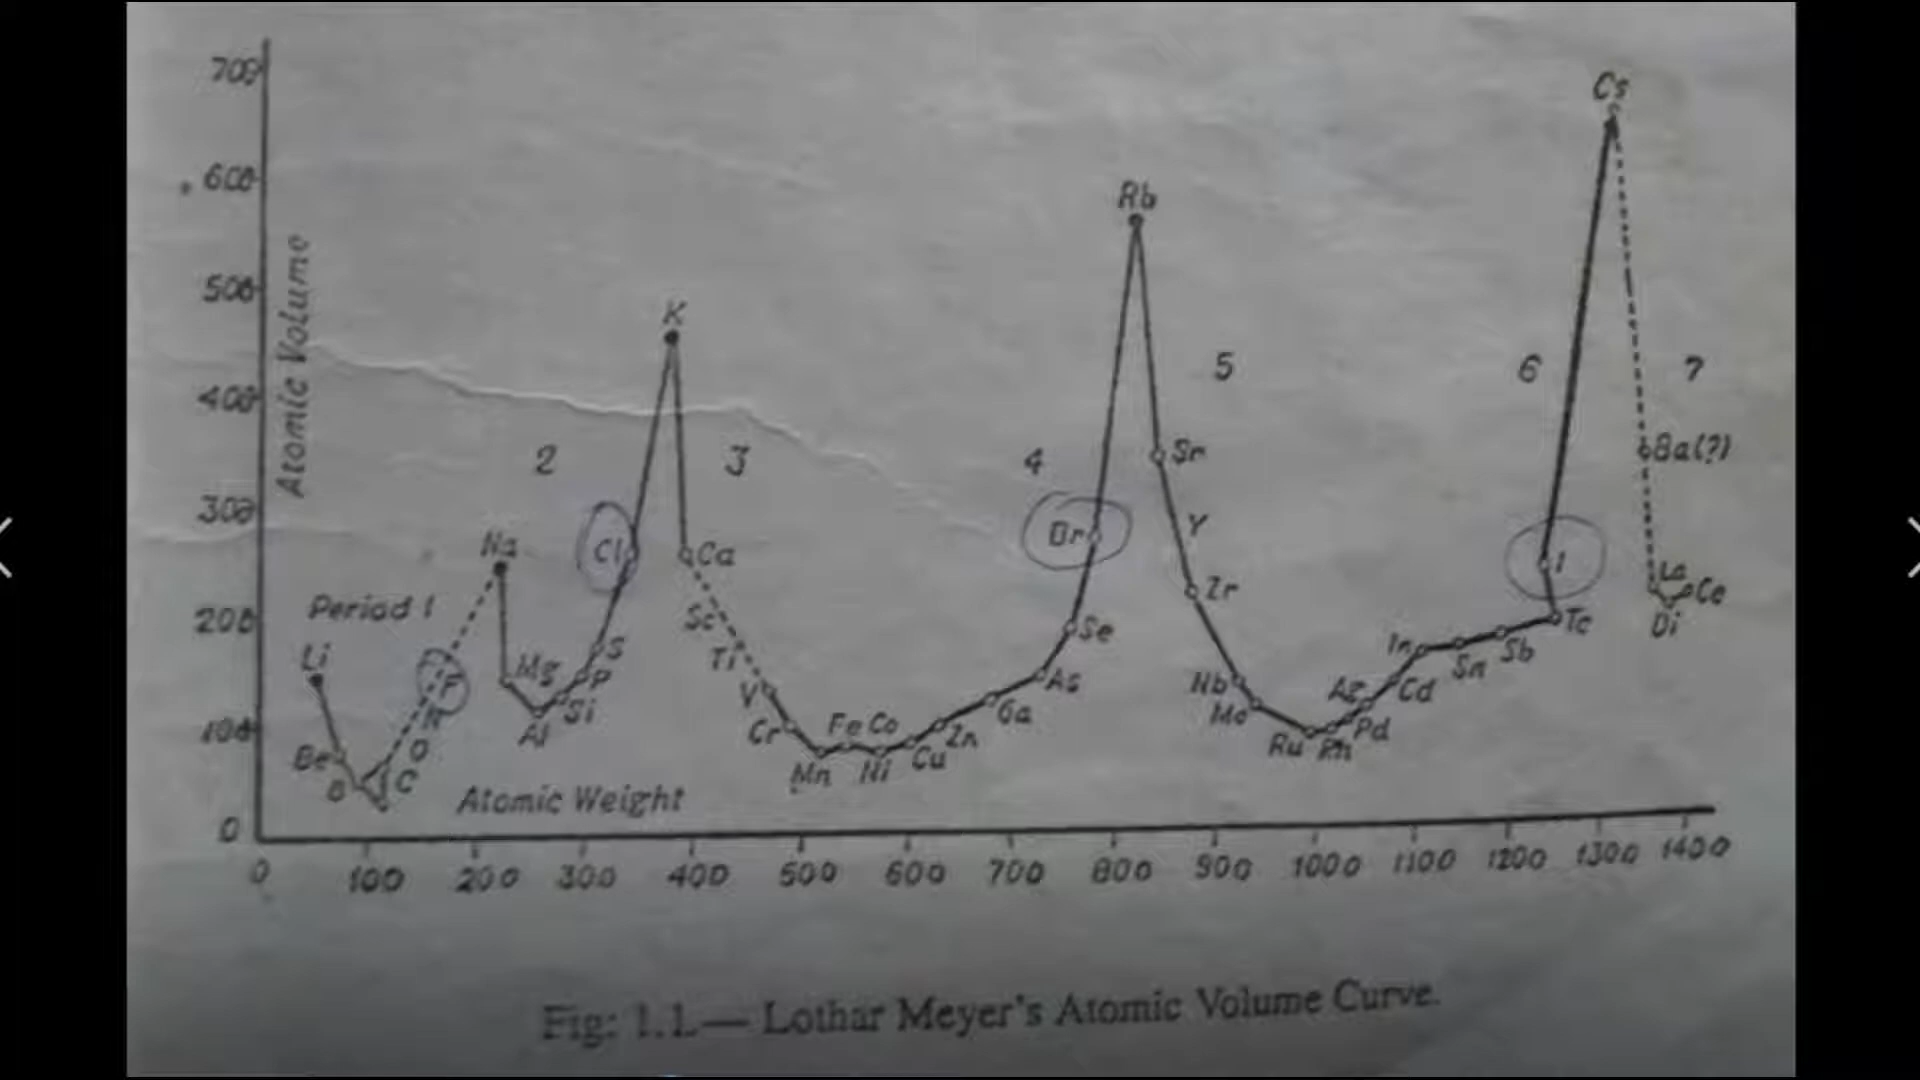 700
600
500
400
300
200
100
0
Atomic Volume
Cs
Rb
K
5
6
7
2
3
4
Sr
Ba(?)
Cl
Ca
Br
I
Na
Y
Period 1
Sc
Zr
La
Ce
Di
Li
Mg
S
P
Si
Al
Ti
V
Se
As
Te
In
Sn
Sb
F
N
O
C
Be
B
Cr
Fe Co
Zn
Ga
Nb
Mo
Ag
Cd
Pd
Mn
Ni
Cu
Ru
Rh
Atomic Weight
0 100 200 300 400 500 600 700 800 900 1000 1100 1200 1300 1400
Fig: 1.1.— Lothar Meyer's Atomic Volume Curve.